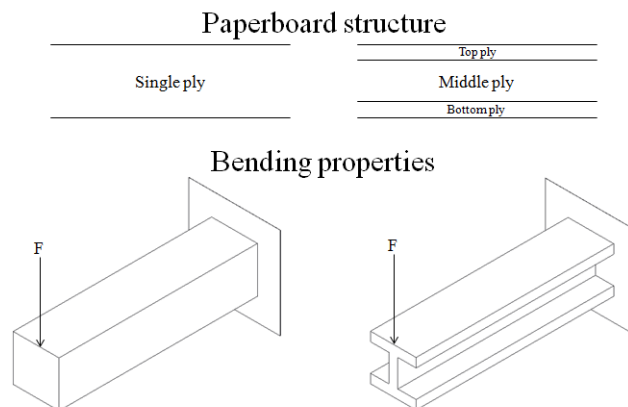 Paperboard structure
Top ply
Single ply
Middle ply
Bottom ply
Bending properties
F
F